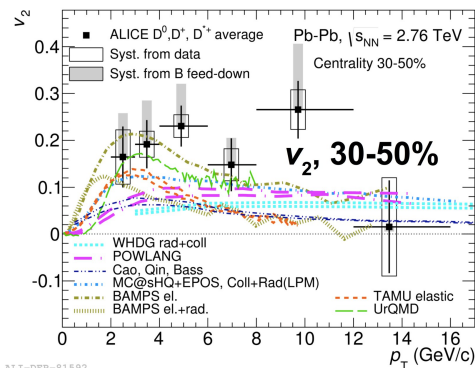 v₂
ALICE D⁰,D⁺, D*⁺ average
Syst. from data
Syst. from B feed-down
Pb-Pb, √sNN = 2.76 TeV
Centrality 30-50%
v₂, 30-50%
0.4
0.3
0.2
0.1
0
-0.1
WHDG rad+coll
POWLANG
Cao, Qin, Bass
MC@sHQ+EPOS, Coll+Rad(LPM)
BAMPS el.
BAMPS el.+rad.
TAMU elastic
UrQMD
0 2 4 6 8 10 12 14 16
pT (GeV/c)